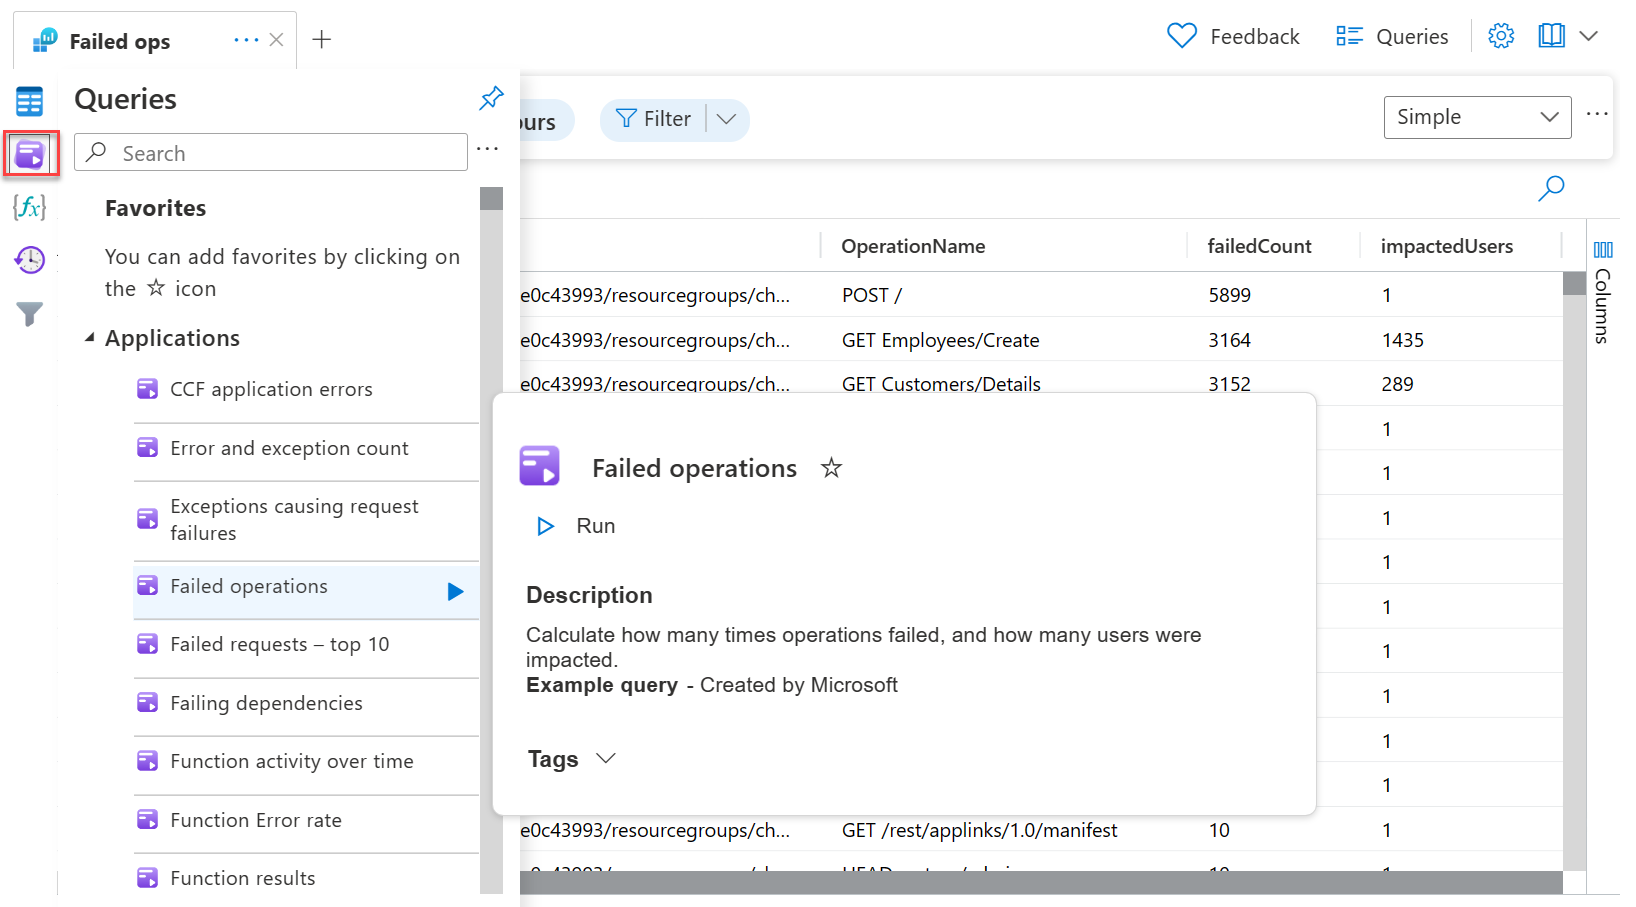 Failed ops
Feedback
Queries
Queries
Search
Favorites
You can add favorites by clicking on
the ☆ icon
Applications
CCF application errors
Error and exception count
Exceptions causing request
failures
Failed operations
Failed requests – top 10
Failing dependencies
Function activity over time
Function Error rate
Function results
ours
Filter
Simple
OperationName failedCount impactedUsers
e0c43993/resourcegroups/ch... POST / 5899 1
e0c43993/resourcegroups/ch... GET Employees/Create 3164 1435
e0c43993/resourcegroups/ch... GET Customers/Details 3152 289
1
1
1
1
1
1
1
1
1
e0c43993/resourcegroups/ch... GET /rest/applinks/1.0/manifest 10 1
Columns
Failed operations
Run
Description
Calculate how many times operations failed, and how many users were
impacted.
Example query - Created by Microsoft
Tags